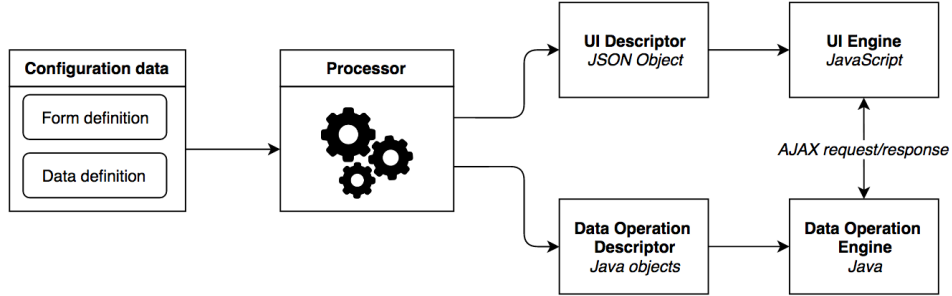 Configuration data
Form definition
Data definition
Processor
UI Descriptor
JSON Object
UI Engine
JavaScript
AJAX request/response
Data Operation
Descriptor
Java objects
Data Operation
Engine
Java